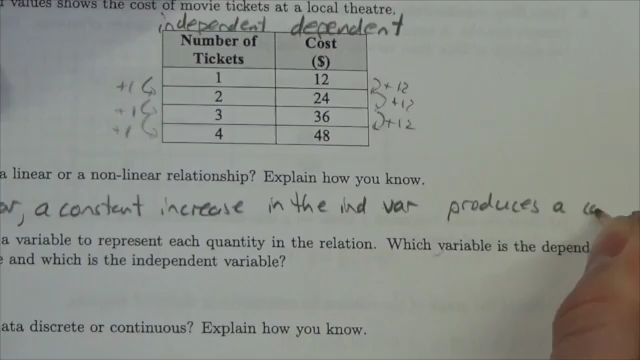 values shows the cost of movie tickets at a local theatre.
independent dependent
Number of Tickets Cost ($)
1 12
2 24
3 36
4 48
+1 +12
+1 +12
+1 +12
a linear or a non-linear relationship? Explain how you know.
a constant increase in the ind var produces a
a variable to represent each quantity in the relation. Which variable is the depend
and which is the independent variable?
ata discrete or continuous? Explain how you know.